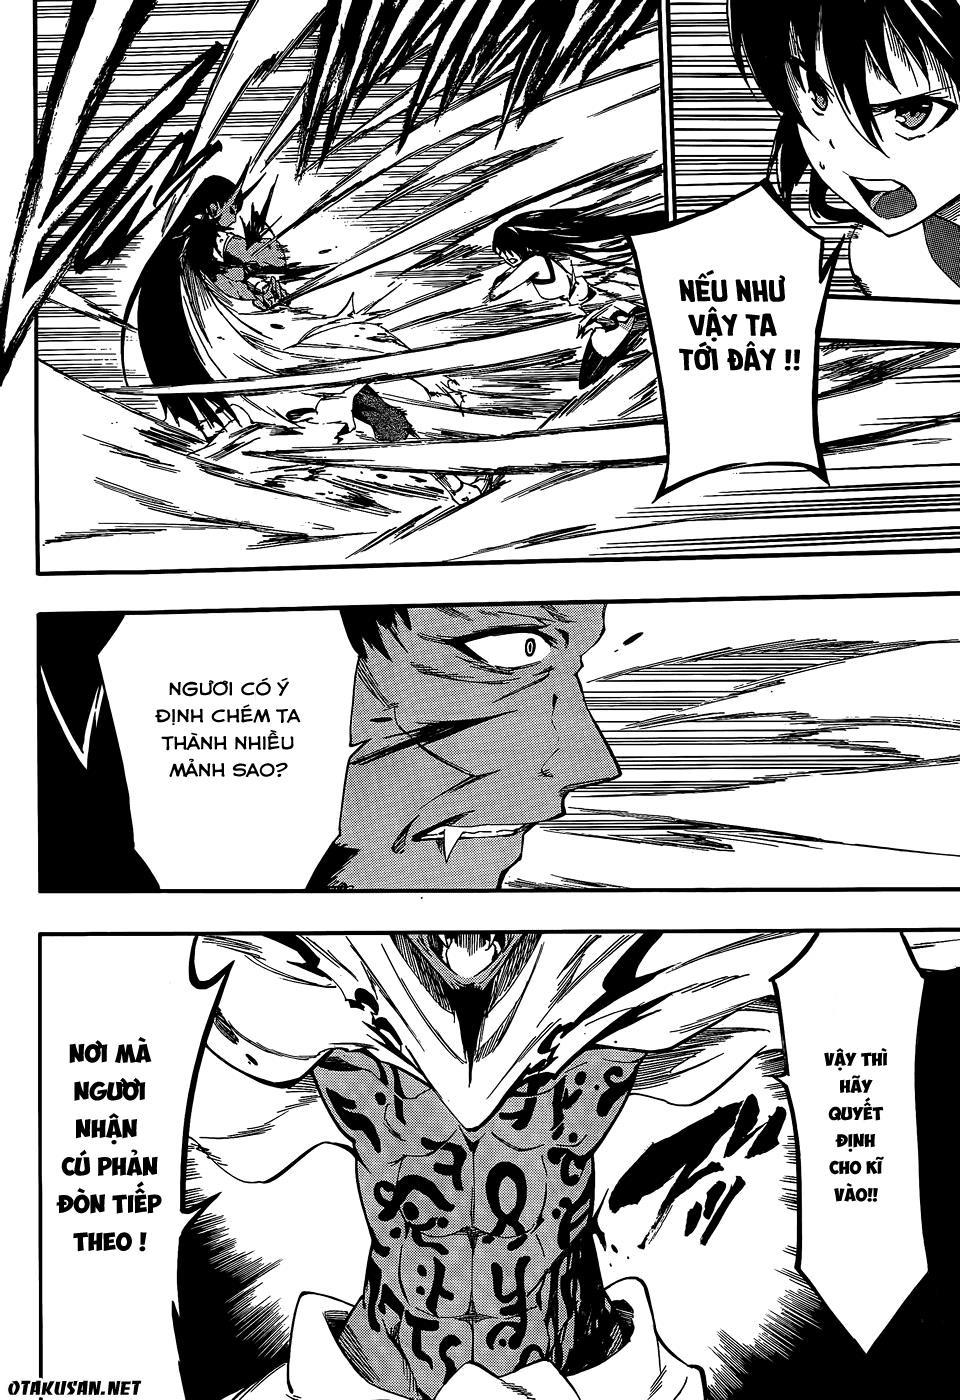 NẾU NHƯ
VẬY TA
TỚI ĐÂY !!
NGƯƠI CÓ Ý
ĐỊNH CHÉM TA
THÀNH NHIỀU
MẢNH SAO?
VẬY THÌ
HÃY
QUYẾT
ĐỊNH
CHO KĨ
VÀO!!
NƠI MÀ
NGƯƠI
NHẬN
CÚ PHẢN
ĐÒN TIẾP
THEO !
OTAKUSAN.NET